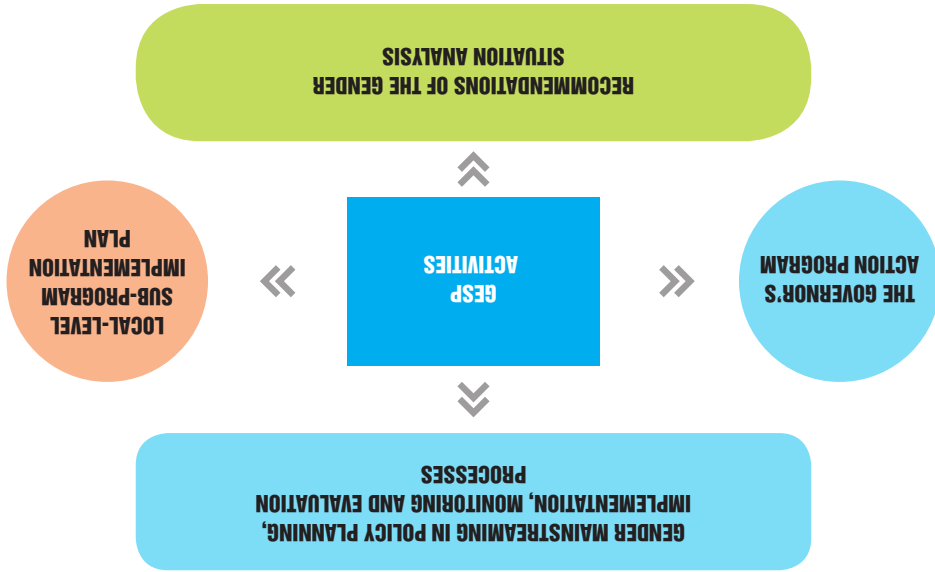 GENDER MAINSTREAMING IN POLICY PLANNING,
IMPLEMENTATION, MONITORING AND EVALUATION
PROCESSES
THE GOVERNOR'S
ACTION PROGRAM
GESP
ACTIVITIES
LOCAL-LEVEL
SUB-PROGRAM
IMPLEMENTATION
PLAN
RECOMMENDATIONS OF THE GENDER
SITUATION ANALYSIS